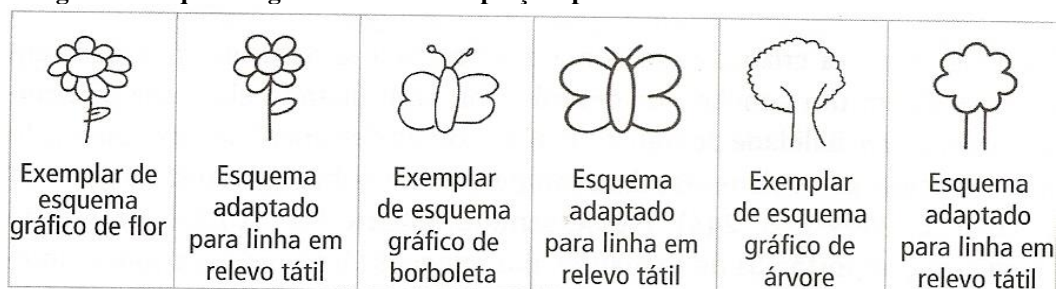 Exemplar de
esquema
gráfico de flor
Esquema
adaptado
para linha em
relevo tátil
Exemplar
de esquema
gráfico de
borboleta
Esquema
adaptado
para linha em
relevo tátil
Exemplar
de esquema
gráfico de
árvore
Esquema
adaptado
para linha em
relevo tátil